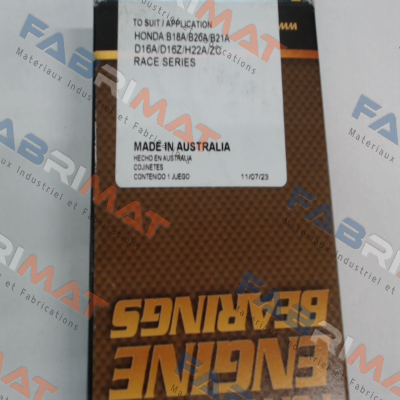 TO SUIT / APPLICATION
HONDA B18A/B20A/B21A
D16A/D16Z/H22A/ZC
RACE SERIES
MADE IN AUSTRALIA
HECHO EN AUSTRALIA
COJINETES
CONTENIDO 1 JUEGO 11/07/23
ENGINE
BEARINGS
FABRIMAT
Matériaux Industriel et Fabrications